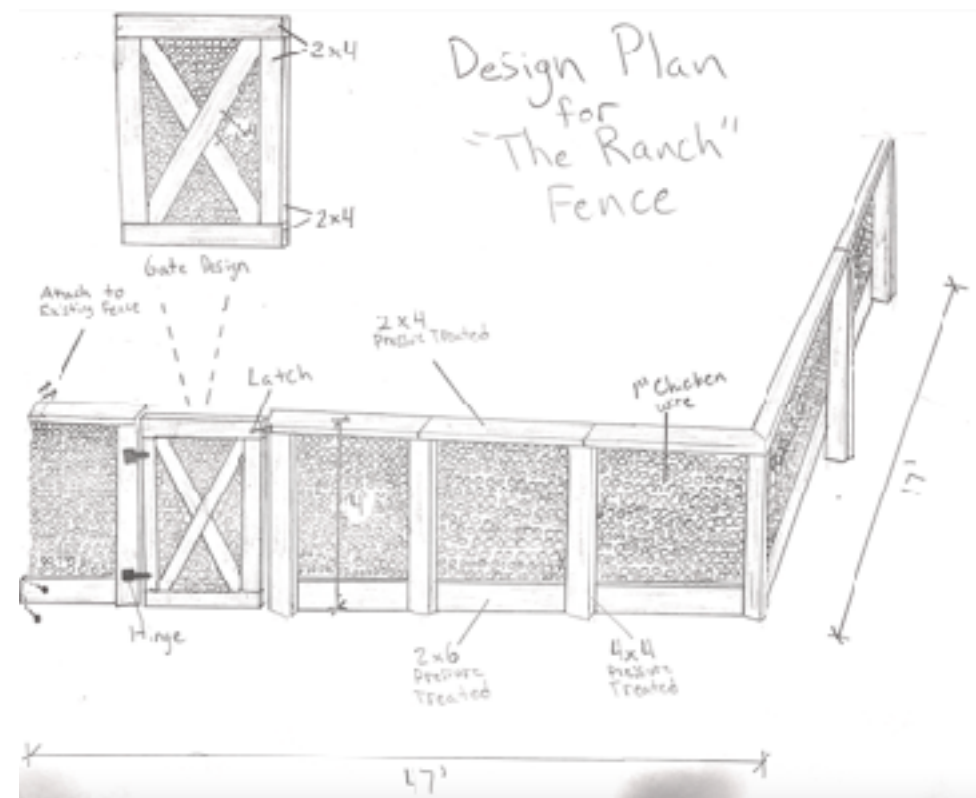 2x4
Design Plan
for
"The Ranch"
Fence
2x4
Gate Design
Attach to
Existing Fence
2x4
Pressure Treated
Latch
1" Chicken
wire
4'
17'
Hinge
2x6
Pressure
Treated
4x4
Pressure
Treated
17'